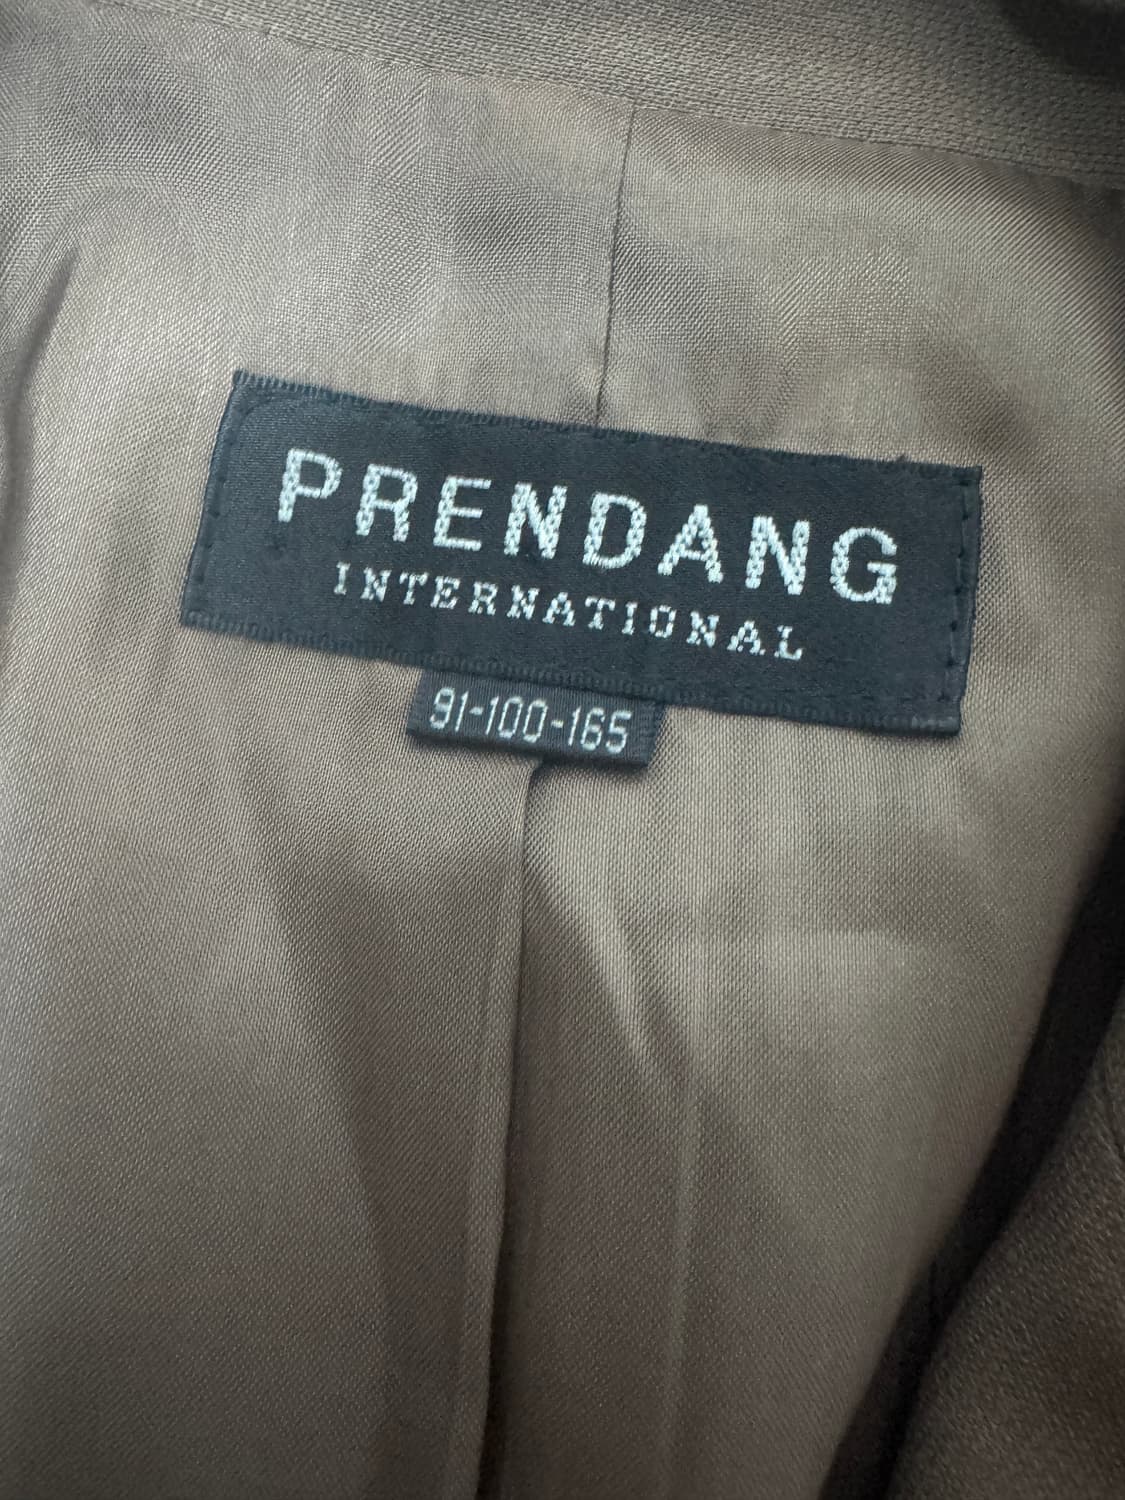 PRENDANG
INTERNATIONAL
91-100-165